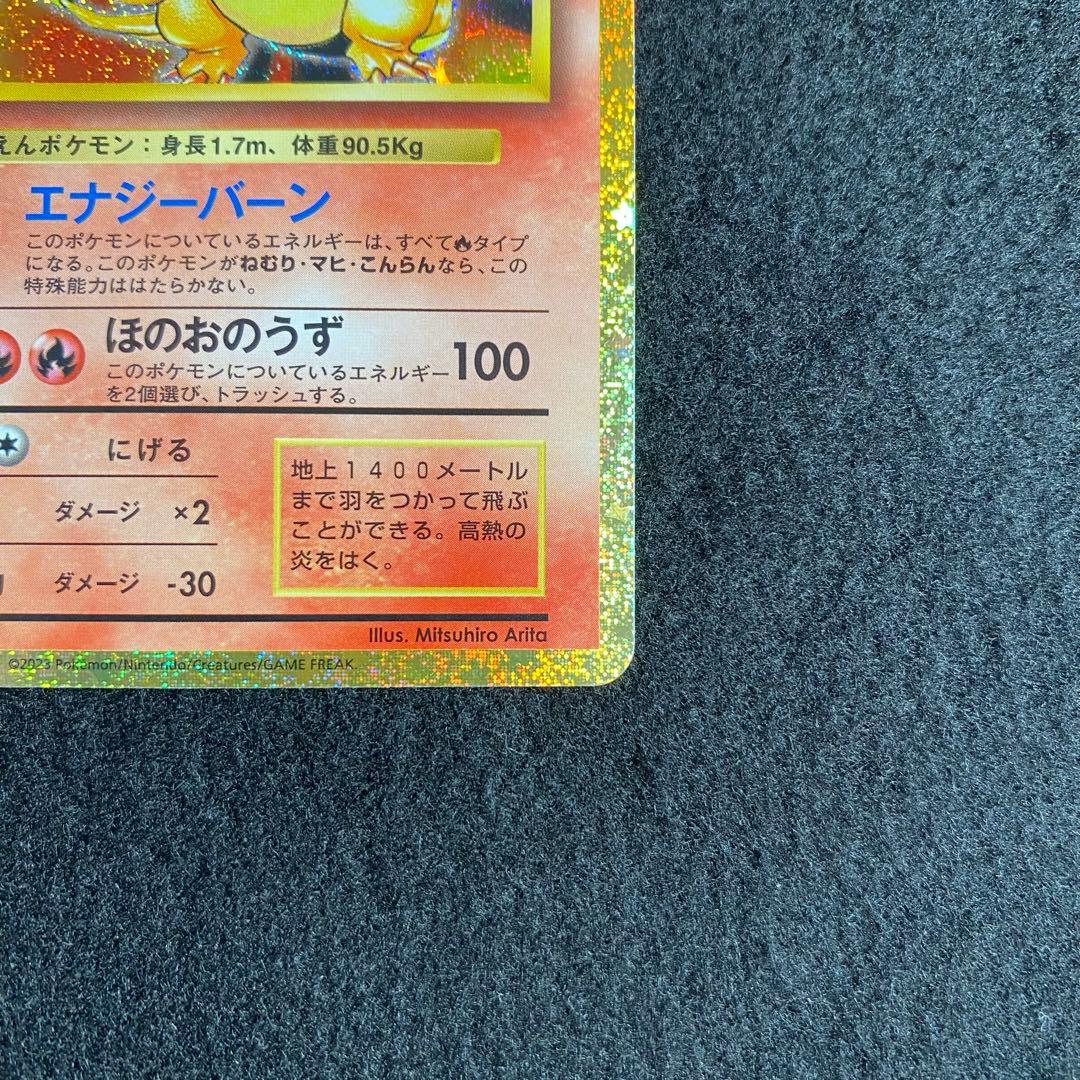 えんポケモン：身長1.7m、体重90.5Kg
エナジーバーン
このポケモンについているエネルギーは、すべてタイプ
になる。このポケモンがねむり・マヒ・こんらんなら、この
特殊能力ははたらかない。
ほのおのうず
100
このポケモンについているエネルギー
を2個選び、トラッシュする。
にげる
ダメージ ×2
ダメージ -30
地上１４００メートル
まで羽をつかって飛ぶ
ことができる。高熱の
炎をはく。
Illus. Mitsuhiro Arita
©2023 Pokémon/Nintendo/Creatures/GAME FREAK.